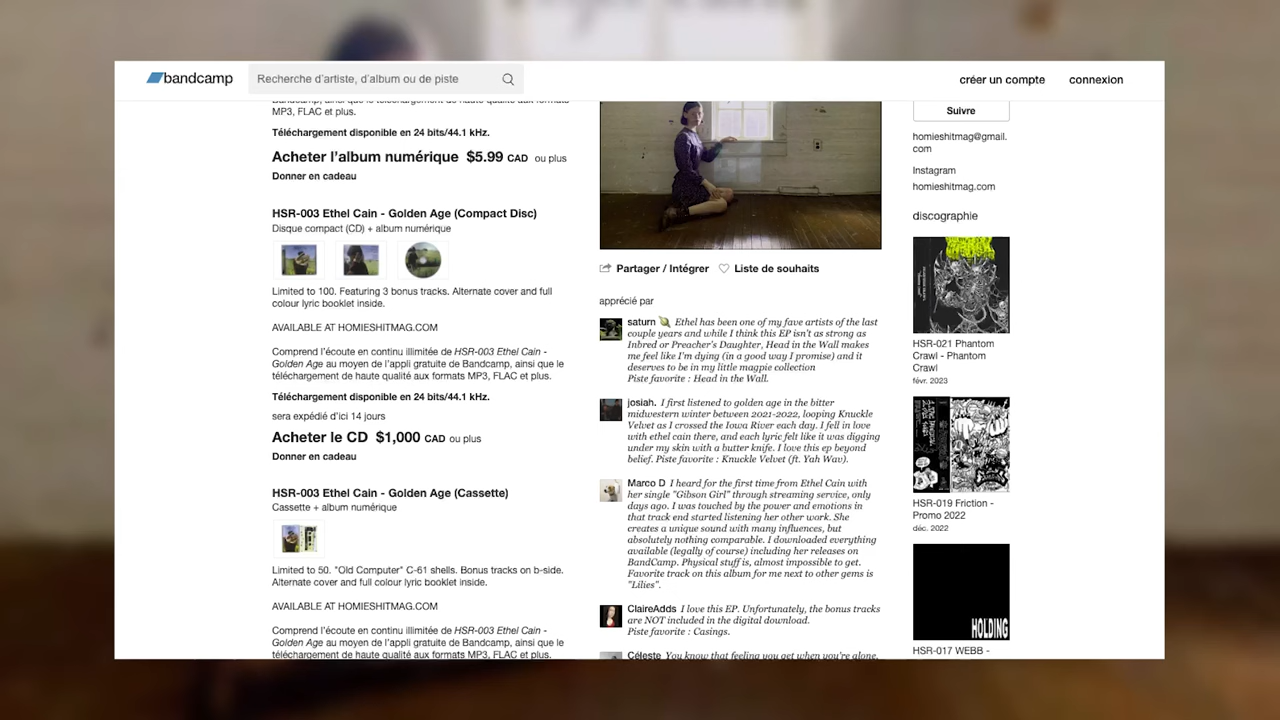 bandcamp
Recherche d'artiste, d'album ou de piste
créer un compte
connexion
Bandcamp, ainsi que le téléchargement de haute qualité aux formats
MP3, FLAC et plus.
Téléchargement disponible en 24 bits/44.1 kHz.
Acheter l'album numérique $5.99 CAD ou plus
Donner en cadeau
HSR-003 Ethel Cain - Golden Age (Compact Disc)
Disque compact (CD) + album numérique
Limited to 100. Featuring 3 bonus tracks. Alternate cover and full
colour lyric booklet inside.
AVAILABLE AT HOMIESHITMAG.COM
Comprend l'écoute en continu illimitée de HSR-003 Ethel Cain -
Golden Age au moyen de l'appli gratuite de Bandcamp, ainsi que le
téléchargement de haute qualité aux formats MP3, FLAC et plus.
Téléchargement disponible en 24 bits/44.1 kHz.
sera expédié d'ici 14 jours
Acheter le CD $1,000 CAD ou plus
Donner en cadeau
HSR-003 Ethel Cain - Golden Age (Cassette)
Cassette + album numérique
Limited to 50. "Old Computer" C-61 shells. Bonus tracks on b-side.
Alternate cover and full colour lyric booklet inside.
AVAILABLE AT HOMIESHITMAG.COM
Comprend l'écoute en continu illimitée de HSR-003 Ethel Cain -
Golden Age au moyen de l'appli gratuite de Bandcamp, ainsi que le
téléchargement de haute qualité aux formats MP3, FLAC et plus.
Partager / Intégrer
Liste de souhaits
apprécié par
saturn Ethel has been one of my fave artists of the last
couple years and while I think this EP isn't as strong as
Inbred or Preacher's Daughter, Head in the Wall makes
me feel like I'm dying (in a good way I promise) and it
deserves to be in my little magpie collection
Piste favorite : Head in the Wall.
josiah. I first listened to golden age in the bitter
midwestern winter between 2021-2022, looping Knuckle
Velvet as I crossed the Iowa River each day. I fell in love
with ethel cain there, and each lyric felt like it was digging
under my skin with a butter knife. I love this ep beyond
belief. Piste favorite : Knuckle Velvet (ft. Yah Wav).
Marco D I heard for the first time from Ethel Cain with
her single "Gibson Girl" through streaming service, only
days ago. I was touched by the power and emotions in
that track end started listening her other work. She
creates a unique sound with many influences, but
absolutely nothing comparable. I downloaded everything
available (legally of course) including her releases on
BandCamp. Physical stuff is, almost impossible to get.
Favorite track on this album for me next to other gems is
"Lilies".
ClaireAdds I love this EP. Unfortunately, the bonus tracks
are NOT included in the digital download.
Piste favorite : Casings.
Céleste You know that feeling you get when you're alone,
Suivre
homieshitmag@gmail.
com
Instagram
homieshitmag.com
discographie
HSR-021 Phantom
Crawl - Phantom
Crawl
févr. 2023
HSR-019 Friction -
Promo 2022
déc. 2022
HOLDING
HSR-017 WEBB -